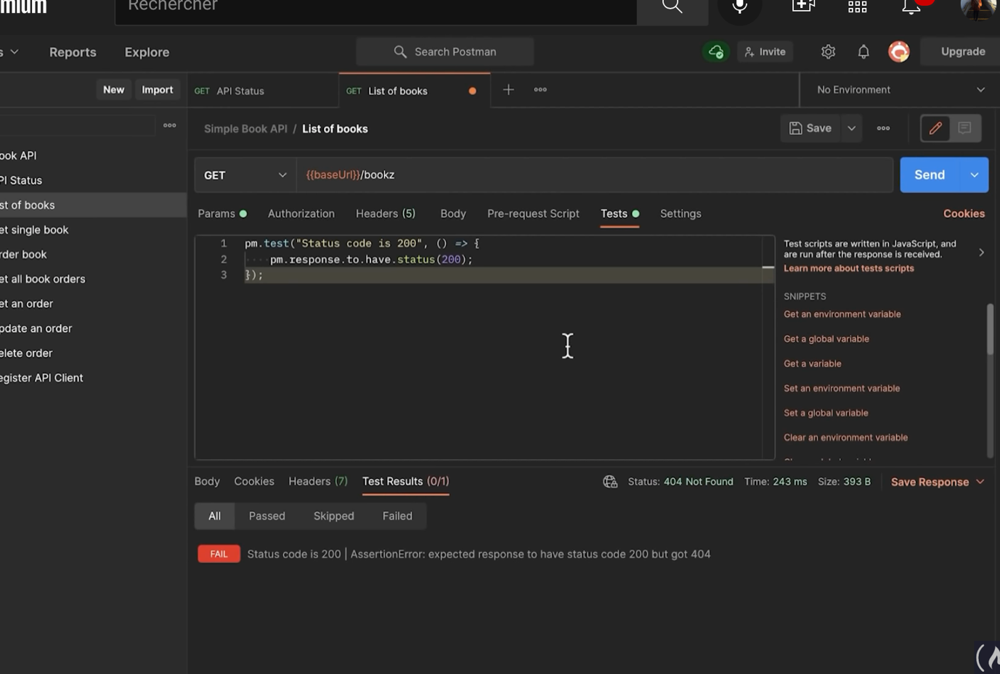 mium
Rechercher
s
Reports
Explore
Search Postman
Invite
Upgrade
New
Import
GET API Status
GET List of books
No Environment
Simple Book API / List of books
Save
ook API
PI Status
st of books
et single book
rder book
et all book orders
et an order
pdate an order
elete order
egister API Client
GET
{{baseUrl}}/bookz
Send
Params
Authorization
Headers (5)
Body
Pre-request Script
Tests
Settings
Cookies
1 pm.test("Status code is 200", () => {
2 ····pm.response.to.have.status(200);
3 });
Test scripts are written in JavaScript, and
are run after the response is received.
Learn more about tests scripts
SNIPPETS
Get an environment variable
Get a global variable
Get a variable
Set an environment variable
Set a global variable
Clear an environment variable
Body
Cookies
Headers (7)
Test Results (0/1)
Status: 404 Not Found
Time: 243 ms
Size: 393 B
Save Response
All
Passed
Skipped
Failed
FAIL
Status code is 200 | AssertionError: expected response to have status code 200 but got 404